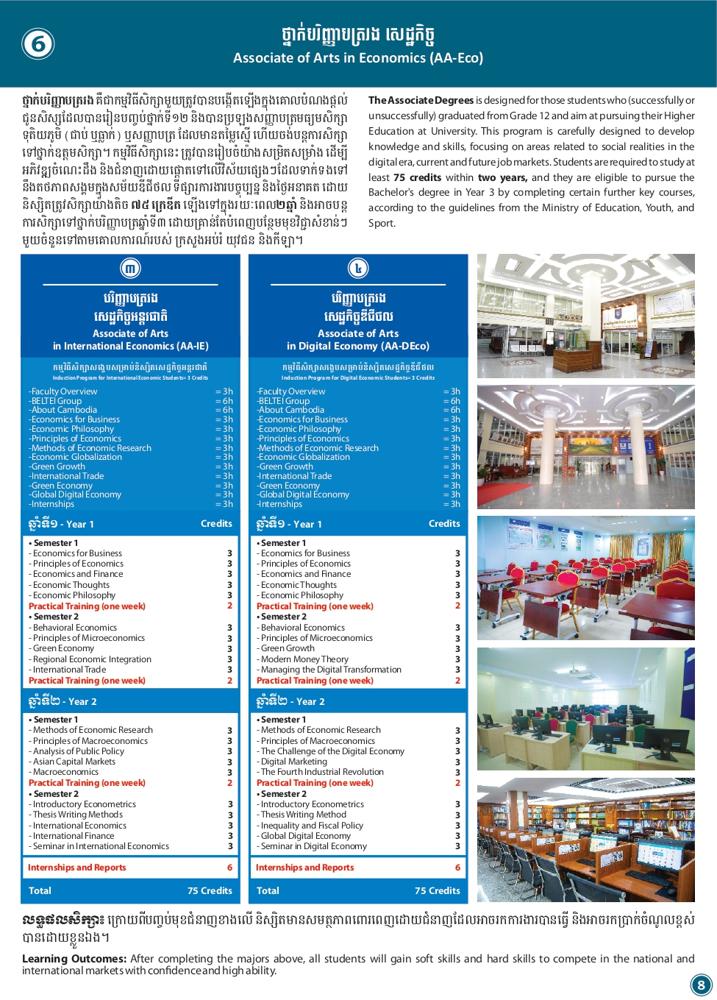 6
ថ្នាក់បរិញ្ញាបត្ររង សេដ្ឋកិច្ច
Associate of Arts in Economics (AA-Eco)
ថ្នាក់បរិញ្ញាបត្ររង គឺជាកម្មវិធីសិក្សាមួយត្រូវបានបង្កើតឡើងក្នុងគោលបំណងផ្តល់
ជូនសិស្សដែលបានរៀនបញ្ចប់ថ្នាក់ទី១២ និងបានប្រឡងសញ្ញាបត្រមធ្យមសិក្សា
ទុតិយភូមិ (ជាប់ ឬធ្លាក់) ឬសញ្ញាបត្រ ដែលមានតម្លៃស្មើ ហើយចង់បន្តការសិក្សា
ទៅថ្នាក់ឧត្តមសិក្សា។ កម្មវិធីសិក្សានេះ ត្រូវបានរៀបចំយ៉ាងសម្រិតសម្រាំង ដើម្បី
អភិវឌ្ឍចំណេះដឹង និងជំនាញដោយផ្តោតទៅលើវិស័យផ្សេងៗដែលទាក់ទងទៅ
នឹងតថភាពសង្គមក្នុងសម័យឌីជីថល ទីផ្សារការងារបច្ចុប្បន្ន និងថ្ងៃអនាគត ដោយ
និស្សិតត្រូវសិក្សាយ៉ាងតិច ៧៥ ក្រេឌីត ឡើងទៅក្នុងរយៈពេល២ឆ្នាំ និងអាចបន្ត
ការសិក្សាទៅថ្នាក់បរិញ្ញាបត្រឆ្នាំទី៣ ដោយគ្រាន់តែបំពេញបន្ថែមមុខវិជ្ជាសំខាន់ៗ
មួយចំនួនទៅតាមគោលការណ៍របស់ ក្រសួងអប់រំ យុវជន និងកីឡា។
The Associate Degrees is designed for those students who (successfully or
unsuccessfully) graduated from Grade 12 and aim at pursuing their Higher
Education at University. This program is carefully designed to develop
knowledge and skills, focusing on areas related to social realities in the
digital era, current and future job markets. Students are required to study at
least 75 credits within two years, and they are eligible to pursue the
Bachelor's degree in Year 3 by completing certain further key courses,
according to the guidelines from the Ministry of Education, Youth, and
Sport.
៣
បរិញ្ញាបត្ររង
សេដ្ឋកិច្ចអន្តរជាតិ
Associate of Arts
in International Economics (AA-IE)
កម្មវិធីសិក្សាសង្ខេបសម្រាប់និស្សិតសេដ្ឋកិច្ចអន្តរជាតិ
Induction Program for International Economic Students= 3 Credits
-Faculty Overview = 3h
-BELTEI Group = 6h
-About Cambodia = 6h
-Economics for Business = 3h
-Economic Philosophy = 3h
-Principles of Economics = 3h
-Methods of Economic Research = 3h
-Economic Globalization = 3h
-Green Growth = 3h
-International Trade = 3h
-Green Economy = 3h
-Global Digital Economy = 3h
-Internships = 3h
ឆ្នាំទី១ - Year 1 Credits
• Semester 1
- Economics for Business 3
- Principles of Economics 3
- Economics and Finance 3
- Economic Thoughts 3
- Economic Philosophy 3
Practical Training (one week) 2
• Semester 2
- Behavioral Economics 3
- Principles of Microeconomics 3
- Green Economy 3
- Regional Economic Integration 3
- International Trade 3
Practical Training (one week) 2
ឆ្នាំទី២ - Year 2
• Semester 1
- Methods of Economic Research 3
- Principles of Macroeconomics 3
- Analysis of Public Policy 3
- Asian Capital Markets 3
- Macroeconomics 3
Practical Training (one week) 2
• Semester 2
- Introductory Econometrics 3
- Thesis Writing Methods 3
- International Economics 3
- International Finance 3
- Seminar in International Economics 3
Internships and Reports 6
Total 75 Credits
៤
បរិញ្ញាបត្ររង
សេដ្ឋកិច្ចឌីជីថល
Associate of Arts
in Digital Economy (AA-DEco)
កម្មវិធីសិក្សាសង្ខេបសម្រាប់និស្សិតសេដ្ឋកិច្ចឌីជីថល
Induction Program for Digital Economic Students= 3 Credits
-Faculty Overview = 3h
-BELTEI Group = 6h
-About Cambodia = 6h
-Economics for Business = 3h
-Economic Philosophy = 3h
-Principles of Economics = 3h
-Methods of Economic Research = 3h
-Economic Globalization = 3h
-Green Growth = 3h
-International Trade = 3h
-Green Economy = 3h
-Global Digital Economy = 3h
-Internships = 3h
ឆ្នាំទី១ - Year 1 Credits
• Semester 1
- Economics for Business 3
- Principles of Economics 3
- Economics and Finance 3
- Economic Thoughts 3
- Economic Philosophy 3
Practical Training (one week) 2
• Semester 2
- Behavioral Economics 3
- Principles of Microeconomics 3
- Green Growth 3
- Modern Money Theory 3
- Managing the Digital Transformation 3
Practical Training (one week) 2
ឆ្នាំទី២ - Year 2
• Semester 1
- Methods of Economic Research 3
- Principles of Macroeconomics 3
- The Challenge of the Digital Economy 3
- Digital Marketing 3
- The Fourth Industrial Revolution 3
Practical Training (one week) 2
• Semester 2
- Introductory Econometrics 3
- Thesis Writing Method 3
- Inequality and Fiscal Policy 3
- Global Digital Economy 3
- Seminar in Digital Economy 3
Internships and Reports 6
Total 75 Credits
លទ្ធផលសិក្សា៖ ក្រោយពីបញ្ចប់មុខជំនាញខាងលើ និស្សិតមានសមត្ថភាពពោរពេញដោយជំនាញដែលអាចរកការងារបានធ្វើ និងអាចរកប្រាក់ចំណូលខ្ពស់
បានដោយខ្លួនឯង។
Learning Outcomes: After completing the majors above, all students will gain soft skills and hard skills to compete in the national and
international markets with confidence and high ability.
8